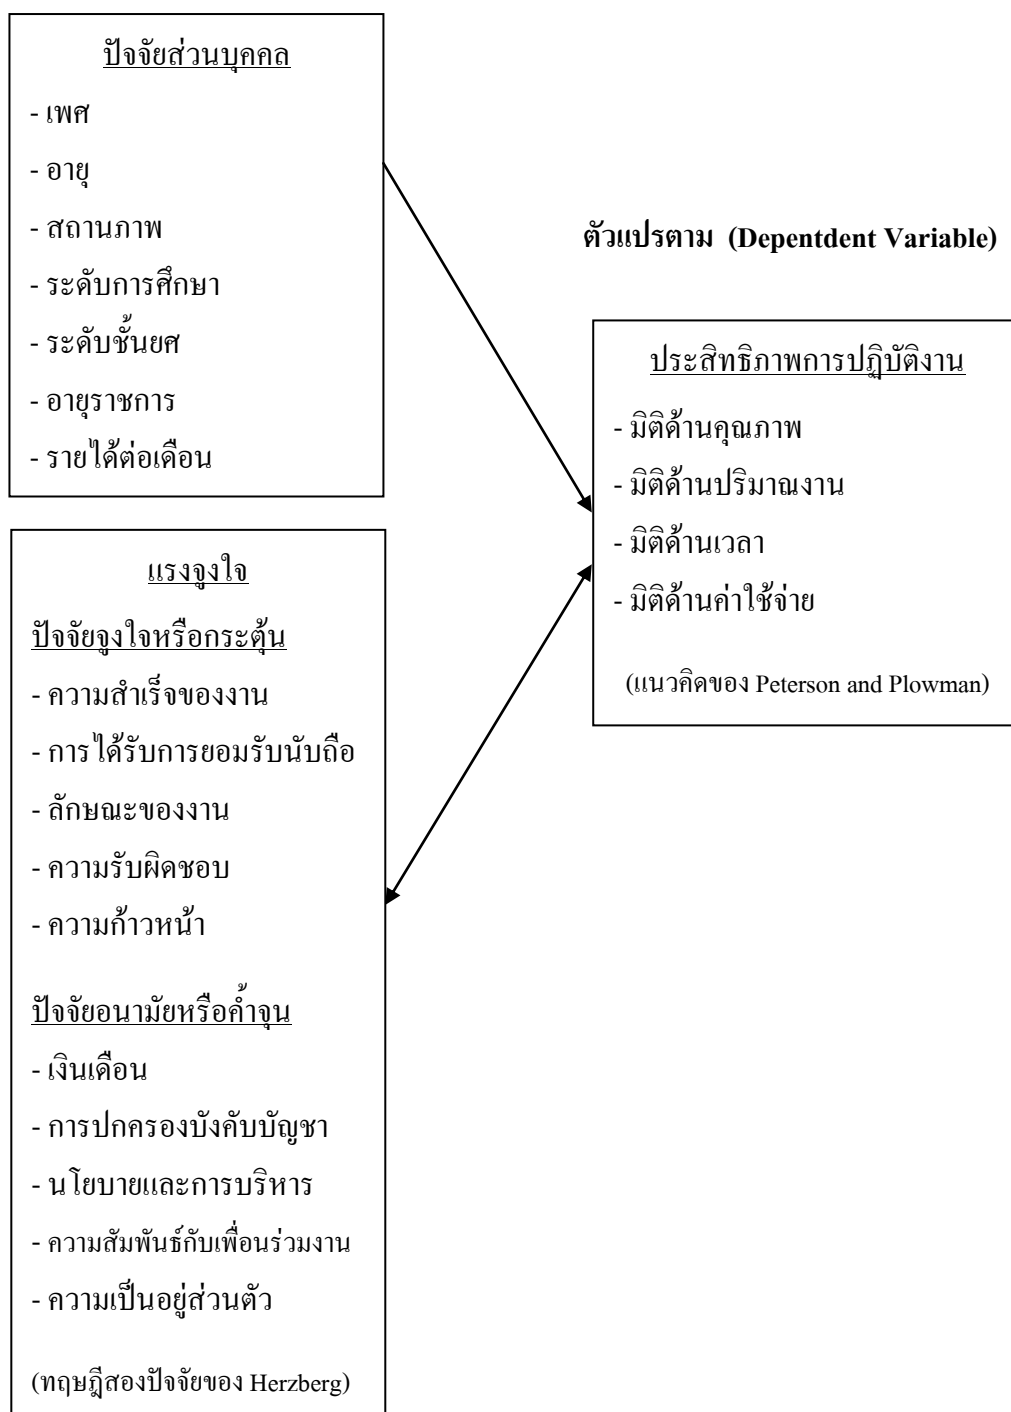 ปัจจัยส่วนบุคคล
- เพศ
- อายุ
- สถานภาพ
- ระดับการศึกษา
- ระดับชั้นยศ
- อายุราชการ
- รายได้ต่อเดือน
ตัวแปรตาม (Depentdent Variable)
ประสิทธิภาพการปฏิบัติงาน
- มิติด้านคุณภาพ
- มิติด้านปริมาณงาน
- มิติด้านเวลา
- มิติด้านค่าใช้จ่าย
(แนวคิดของ Peterson and Plowman)
แรงจูงใจ
ปัจจัยจูงใจหรือกระตุ้น
- ความสำเร็จของงาน
- การได้รับการยอมรับนับถือ
- ลักษณะของงาน
- ความรับผิดชอบ
- ความก้าวหน้า
ปัจจัยอนามัยหรือค้ำจุน
- เงินเดือน
- การปกครองบังคับบัญชา
- นโยบายและการบริหาร
- ความสัมพันธ์กับเพื่อนร่วมงาน
- ความเป็นอยู่ส่วนตัว
(ทฤษฎีสองปัจจัยของ Herzberg)